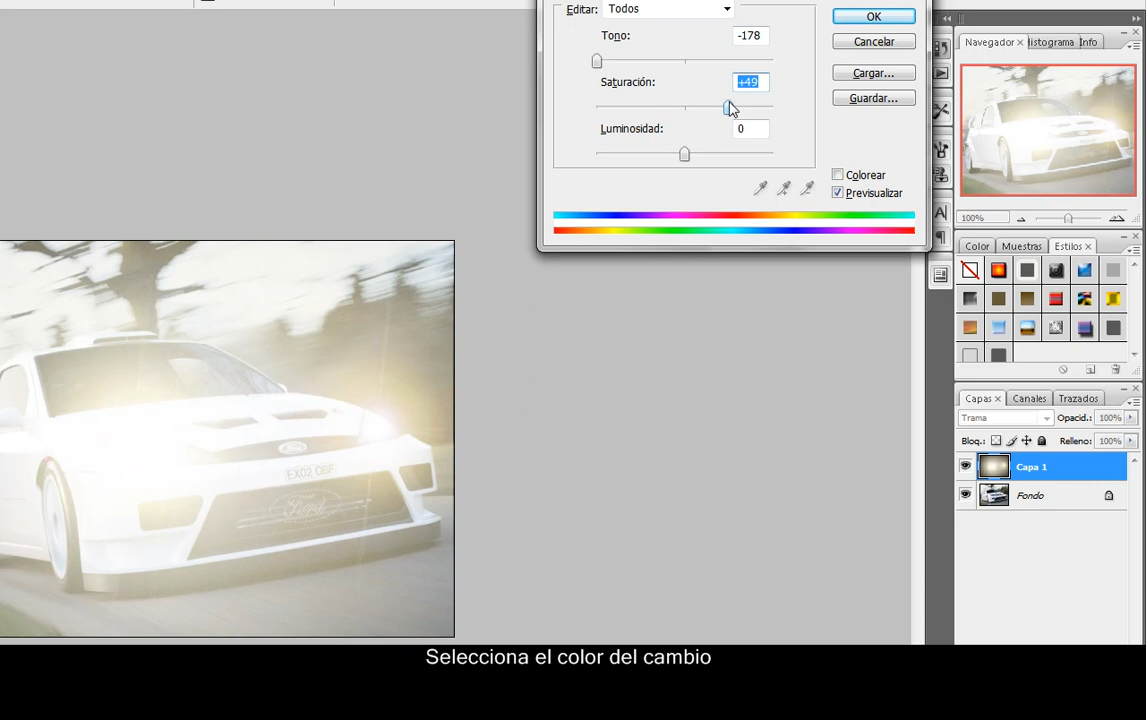 Editar: Todos
OK
Tono: -178
Cancelar
Saturación: +49
Cargar...
Guardar...
Luminosidad: 0
Colorear
Previsualizar
Navegador × Histograma Info
100%
Color Muestras Estilos ×
Capas × Canales Trazados
Trama Opacid.: 100%
Bloq.: Relleno: 100%
Capa 1
Fondo
EX02 OBF
Ford
Selecciona el color del cambio